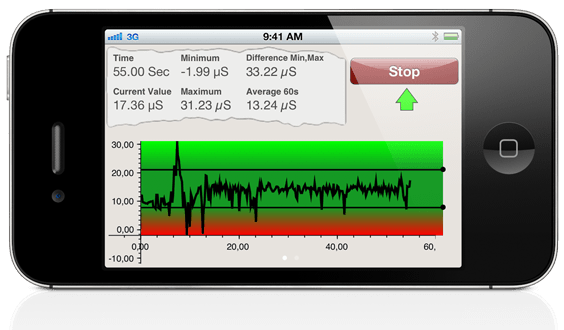 3G 9:41 AM
Time Minimum Difference Min,Max
55.00 Sec -1.99 µS 33.22 µS
Current Value Maximum Average 60s
17.36 µS 31.23 µS 13.24 µS
Stop
30,00
20,00
10,00
0,00
-10,00
0,00 20,00 40,00 60,